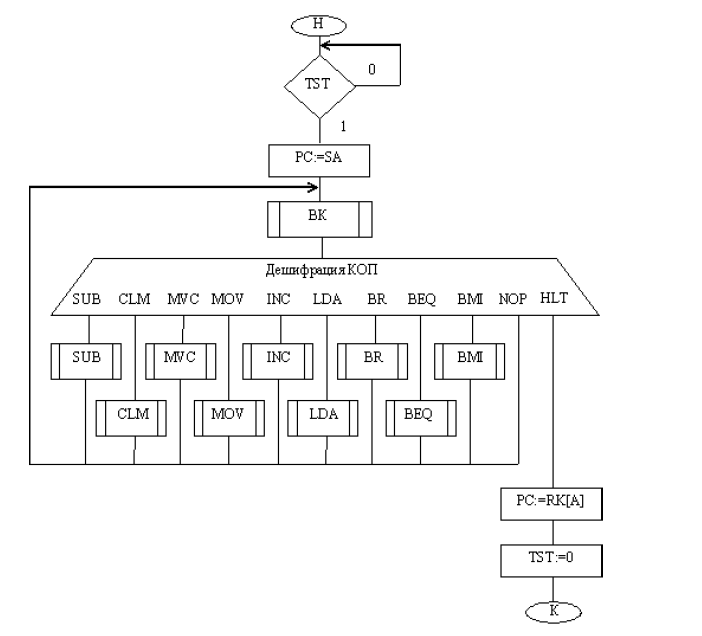 Н
TST
0
1
PC:=SA
ВК
Дешифрация КОП
SUB CLM MVC MOV INC LDA BR BEQ BMI NOP HLT
SUB MVC INC BR BMI
CLM MOV LDA BEQ
PC:=RK[A]
TST:=0
К